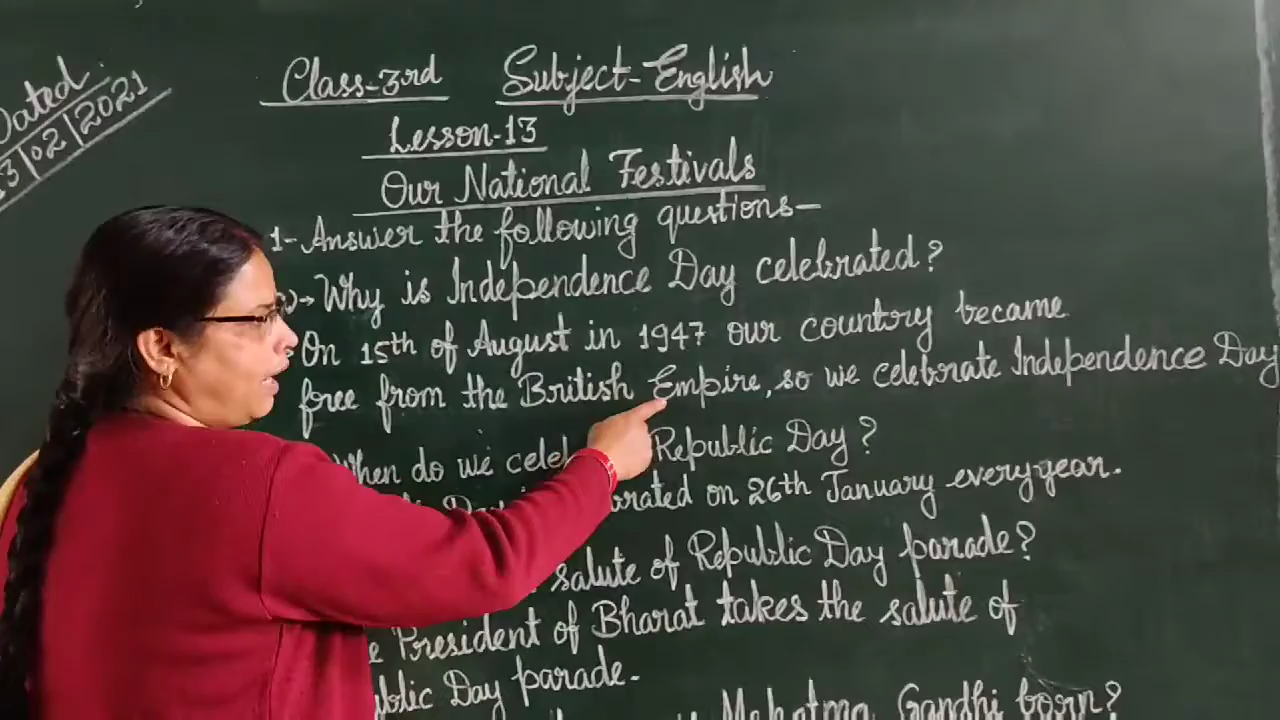 Dated
3/02/2021
Class-3rd Subject-English
Lesson-13
Our National Festivals
1-Answer the following questions-
a)→ Why is Independence Day celebrated?
On 15th of August in 1947 our country became
free from the British Empire, so we celebrate Independence Day
When do we Republic Day?
on 26th January every year.
salute of Republic Day parade?
President of Bharat takes the salute of
Day parade.
Mahatma Gandhi born?